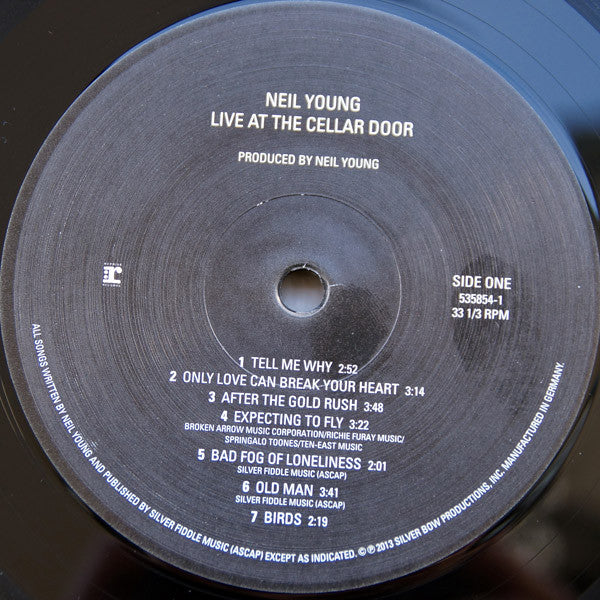 NEIL YOUNG
LIVE AT THE CELLAR DOOR
PRODUCED BY NEIL YOUNG
REPRISE
r:
RECORDS
SIDE ONE
535854-1
33 1/3 RPM
1 TELL ME WHY 2:52
2 ONLY LOVE CAN BREAK YOUR HEART 3:14
3 AFTER THE GOLD RUSH 3:48
4 EXPECTING TO FLY 3:22
BROKEN ARROW MUSIC CORPORATION/RICHIE FURAY MUSIC/
SPRINGALO TOONES/TEN-EAST MUSIC
5 BAD FOG OF LONELINESS 2:01
SILVER FIDDLE MUSIC (ASCAP)
6 OLD MAN 3:41
SILVER FIDDLE MUSIC (ASCAP)
7 BIRDS 2:19
ALL SONGS WRITTEN BY NEIL YOUNG AND PUBLISHED BY SILVER FIDDLE MUSIC (ASCAP) EXCEPT AS INDICATED. © ℗ 2013 SILVER BOW PRODUCTIONS, INC. MANUFACTURED IN GERMANY.